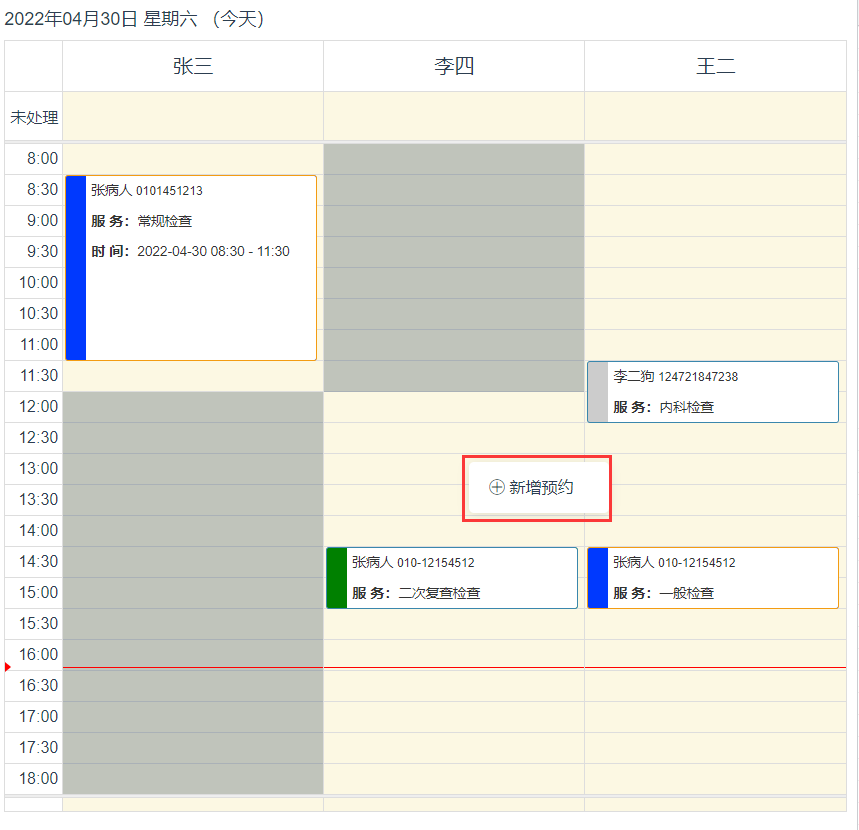 2022年04月30日 星期六 （今天）
张三 李四 王二
未处理
8:00
8:30
张病人 0101451213
9:00
服 务： 常规检查
9:30
时 间： 2022-04-30 08:30 - 11:30
10:00
10:30
11:00
11:30
李二狗 124721847238
12:00
服 务： 内科检查
12:30
13:00
新增预约
13:30
14:00
14:30
张病人 010-12154512
张病人 010-12154512
15:00
服 务： 二次复查检查
服 务： 一般检查
15:30
16:00
16:30
17:00
17:30
18:00